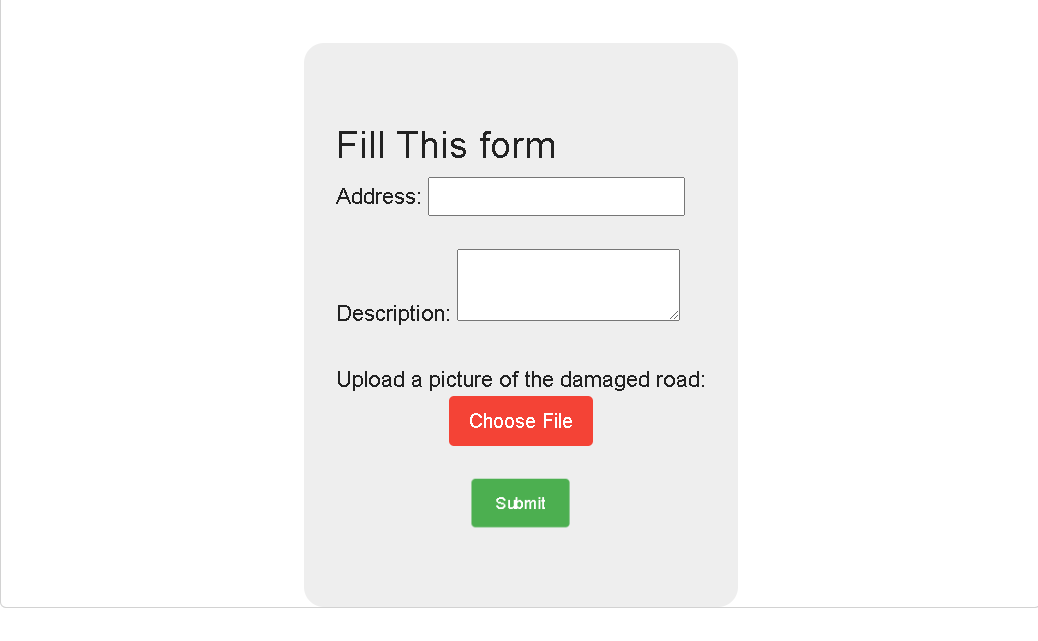 Fill This form
Address:
Description:
Upload a picture of the damaged road:
Choose File
Submit